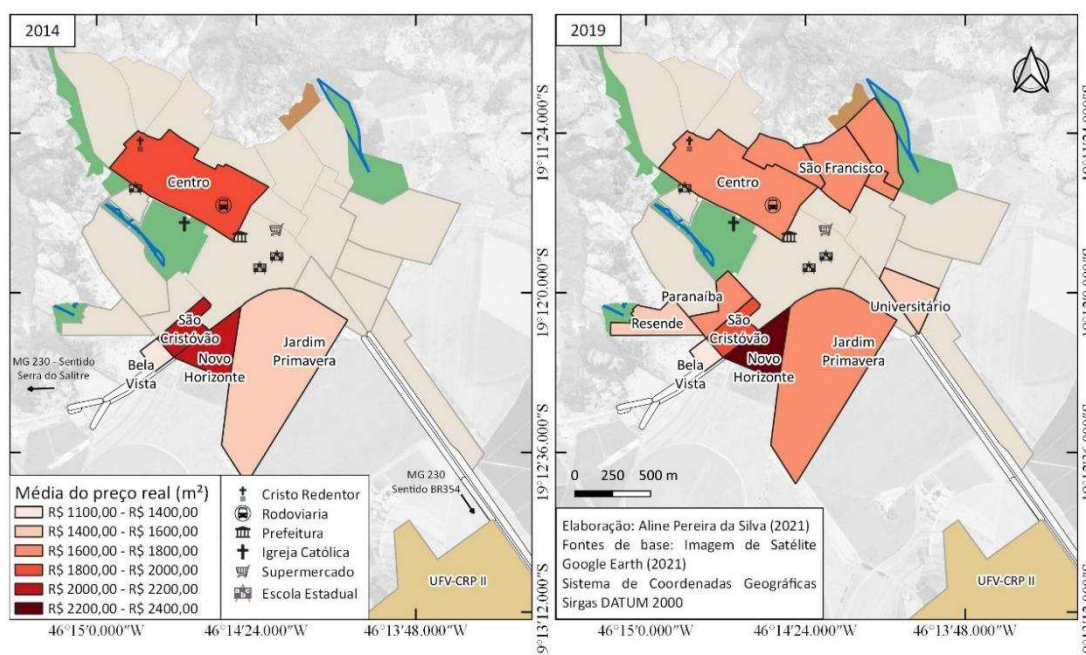 2014
Centro
São
Cristóvão
Novo
Horizonte
Jardim
Primavera
Bela
Vista
MG 230 - Sentido
Serra do Salitre
MG 230
Sentido BR354
UFV-CRP II
Média do preço real (m²)
R$ 1100,00 - R$ 1400,00
R$ 1400,00 - R$ 1600,00
R$ 1600,00 - R$ 1800,00
R$ 1800,00 - R$ 2000,00
R$ 2000,00 - R$ 2200,00
R$ 2200,00 - R$ 2400,00
Cristo Redentor
Rodoviaria
Prefeitura
Igreja Católica
Supermercado
Escola Estadual
46°15′0.000″W
46°14′24.000″W
46°13′48.000″W
19°11′24.000″S
19°12′0.000″S
19°12′36.000″S
9°13′12.000″S
2019
Centro
São Francisco
Universitário
Paranaíba
Resende
São
Cristóvão
Novo
Horizonte
Jardim
Primavera
Bela
Vista
UFV-CRP II
0 250 500 m
Elaboração: Aline Pereira da Silva (2021)
Fontes de base: Imagem de Satélite
Google Earth (2021)
Sistema de Coordenadas Geográficas
Sirgas DATUM 2000
46°15′0.000″W
46°14′24.000″W
46°13′48.000″W